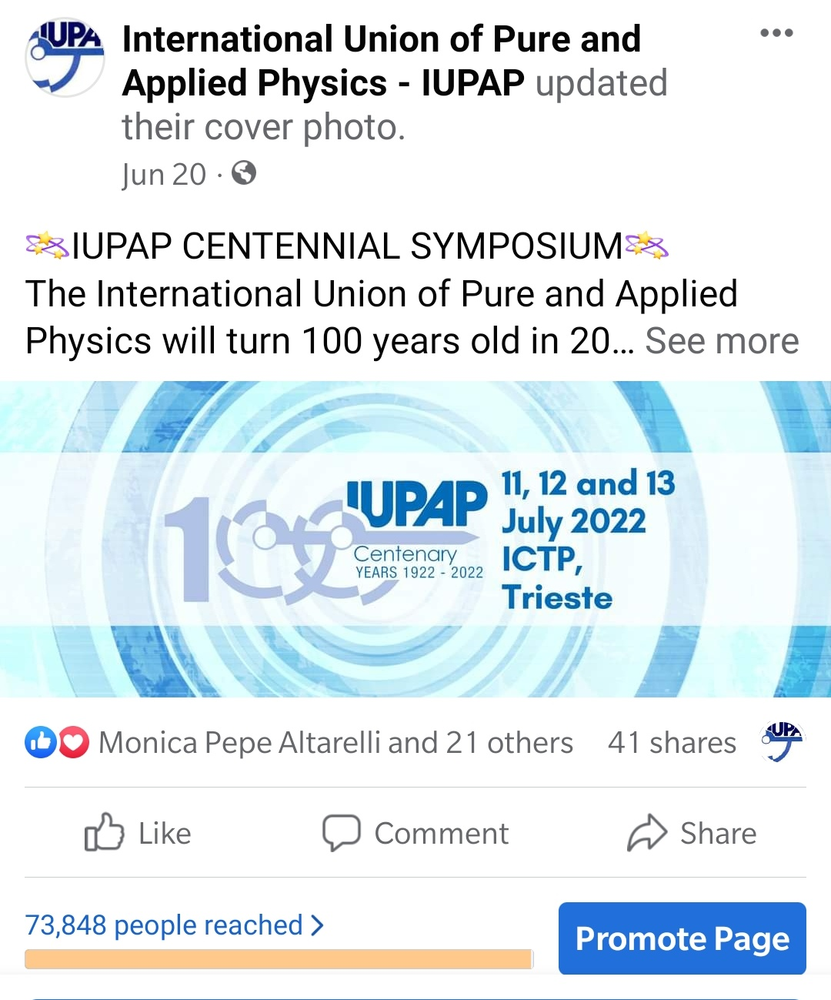 International Union of Pure and
Applied Physics - IUPAP updated
their cover photo.
Jun 20 ·
💫IUPAP CENTENNIAL SYMPOSIUM💫
The International Union of Pure and Applied
Physics will turn 100 years old in 20... See more
100
IUPAP
Centenary
YEARS 1922 - 2022
11, 12 and 13
July 2022
ICTP,
Trieste
Monica Pepe Altarelli and 21 others 41 shares
Like Comment Share
73,848 people reached
Promote Page